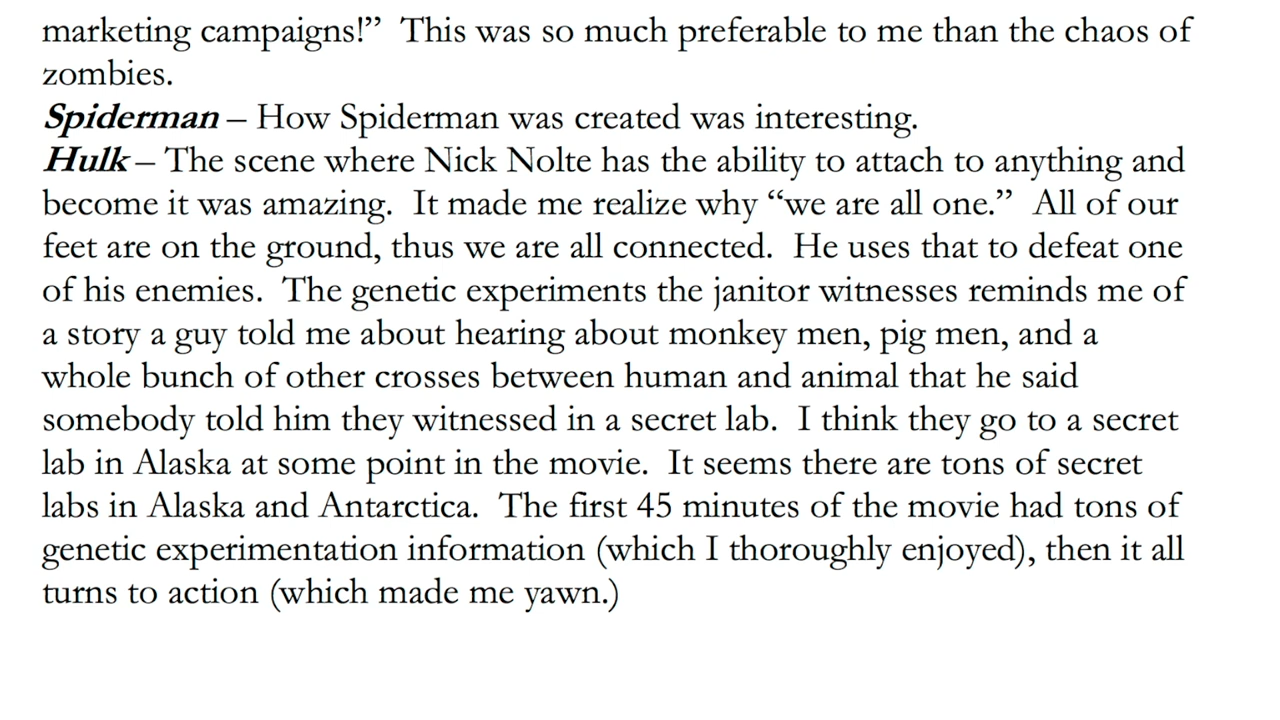 marketing campaigns!”  This was so much preferable to me than the chaos of
zombies.
Spiderman – How Spiderman was created was interesting.
Hulk – The scene where Nick Nolte has the ability to attach to anything and
become it was amazing.  It made me realize why “we are all one.”  All of our
feet are on the ground, thus we are all connected.  He uses that to defeat one
of his enemies.  The genetic experiments the janitor witnesses reminds me of
a story a guy told me about hearing about monkey men, pig men, and a
whole bunch of other crosses between human and animal that he said
somebody told him they witnessed in a secret lab.  I think they go to a secret
lab in Alaska at some point in the movie.  It seems there are tons of secret
labs in Alaska and Antarctica.  The first 45 minutes of the movie had tons of
genetic experimentation information (which I thoroughly enjoyed), then it all
turns to action (which made me yawn.)